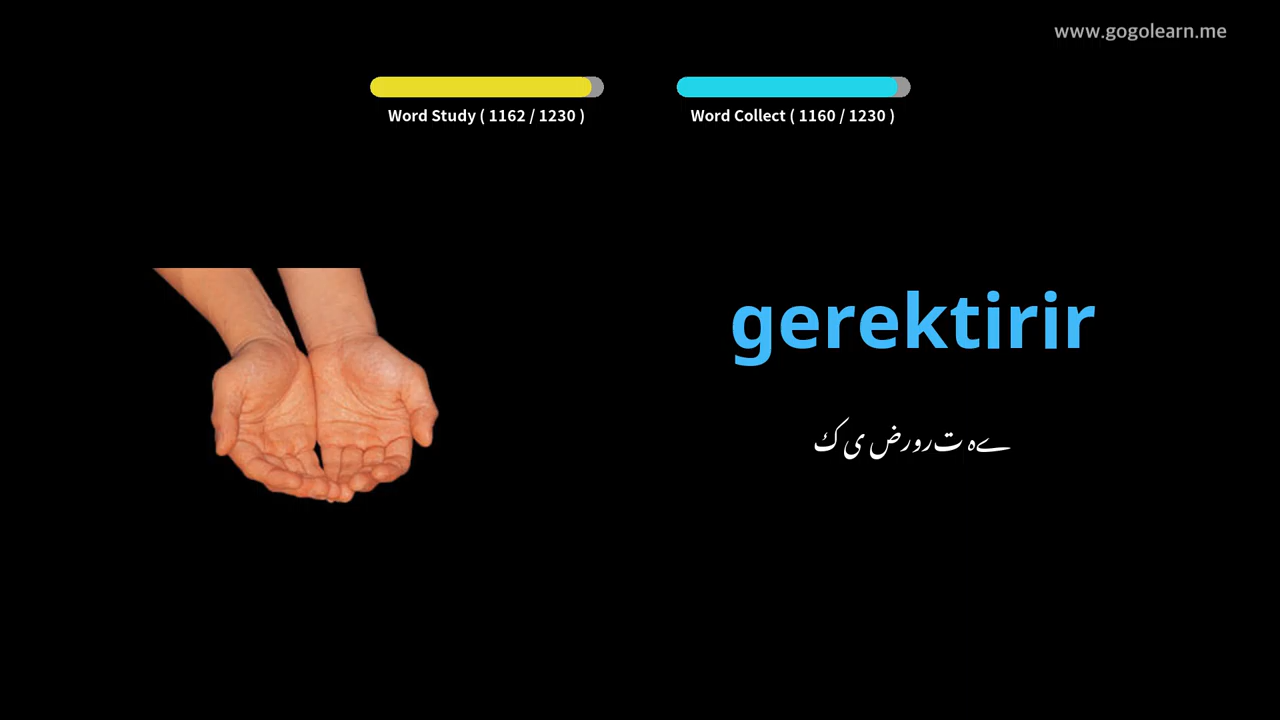 www.gogolearn.me
Word Study ( 1162 / 1230 )
Word Collect ( 1160 / 1230 )
gerektirir
کی ضرورت ہے